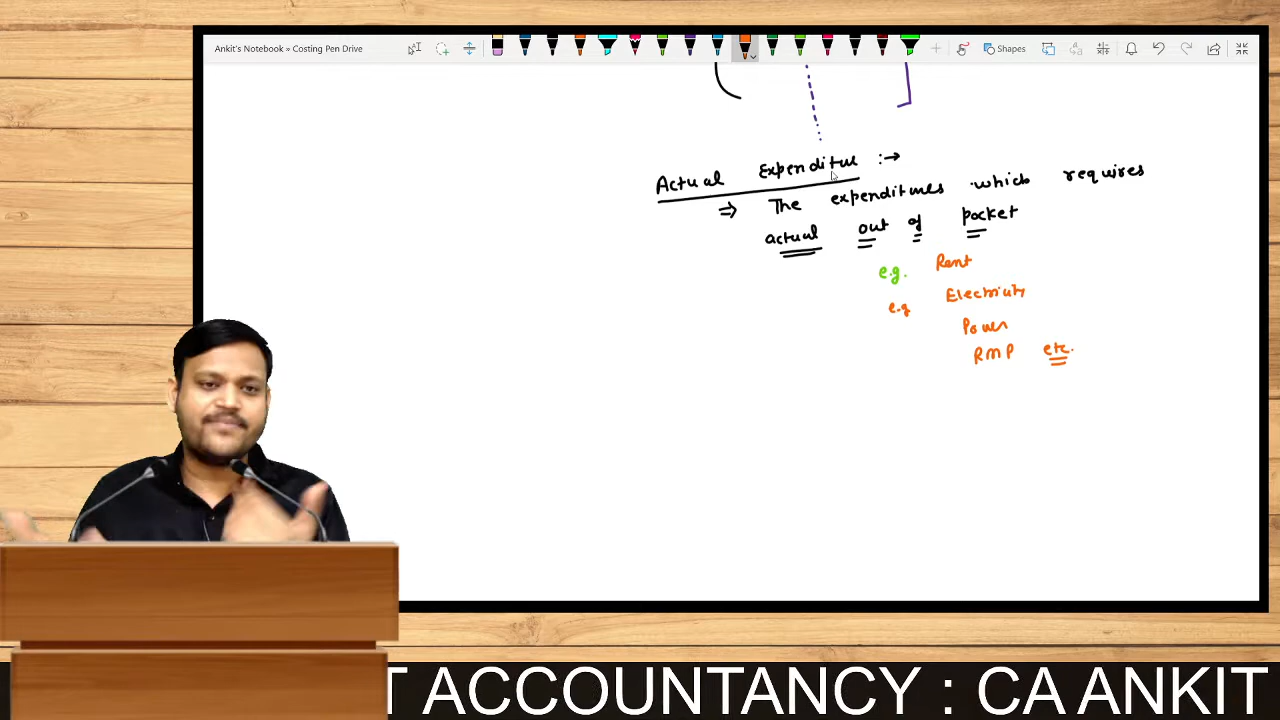 Ankit's Notebook » Costing Pen Drive
Shapes
Actual Expenditure :→
⇒ The expenditures which requires
actual out of pocket
e.g. Rent
e.g Electricity
Power
RMP etc.
T ACCOUNTANCY : CA ANKIT